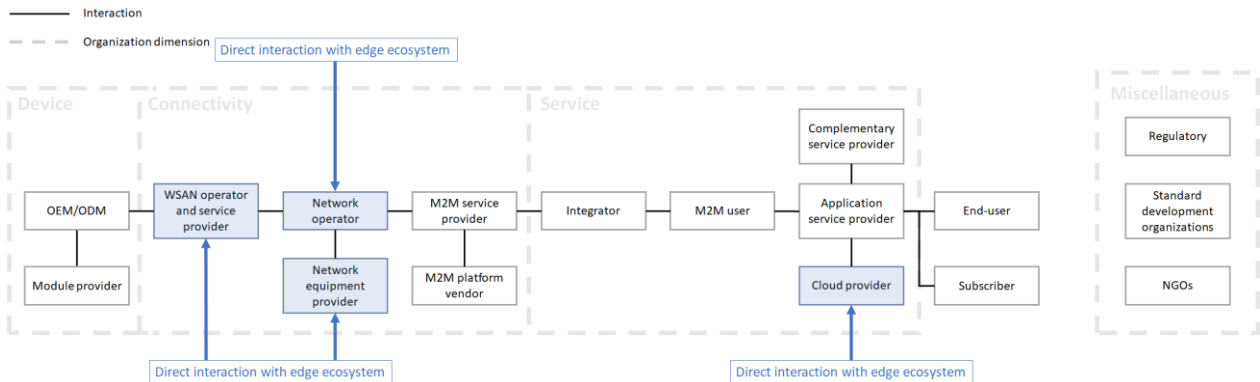 Interaction
Organization dimension
Direct interaction with edge ecosystem
Device
Connectivity
Service
Miscellaneous
Complementary
service provider
Regulatory
OEM/ODM
WSAN operator
and service
provider
Network
operator
M2M service
provider
Integrator
M2M user
Application
service provider
End-user
Standard
development
organizations
Module provider
Network
equipment
provider
M2M platform
vendor
Cloud provider
Subscriber
NGOs
Direct interaction with edge ecosystem
Direct interaction with edge ecosystem